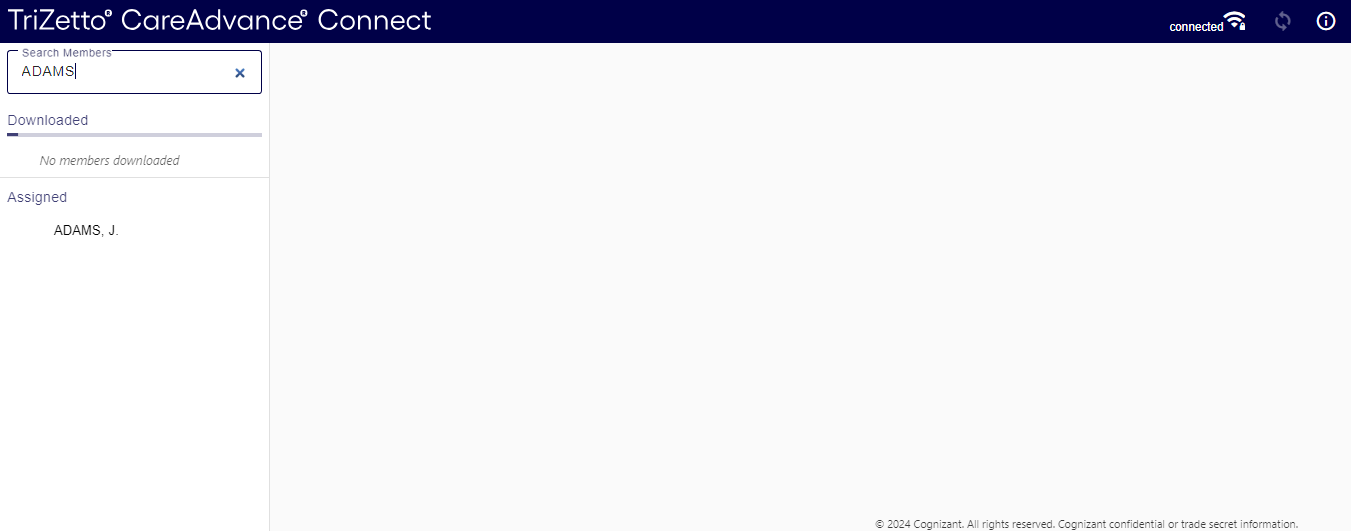 TriZetto® CareAdvance® Connect
connected
Search Members
ADAMS
Downloaded
No members downloaded
Assigned
ADAMS, J.
© 2024 Cognizant. All rights reserved. Cognizant confidential or trade secret information.